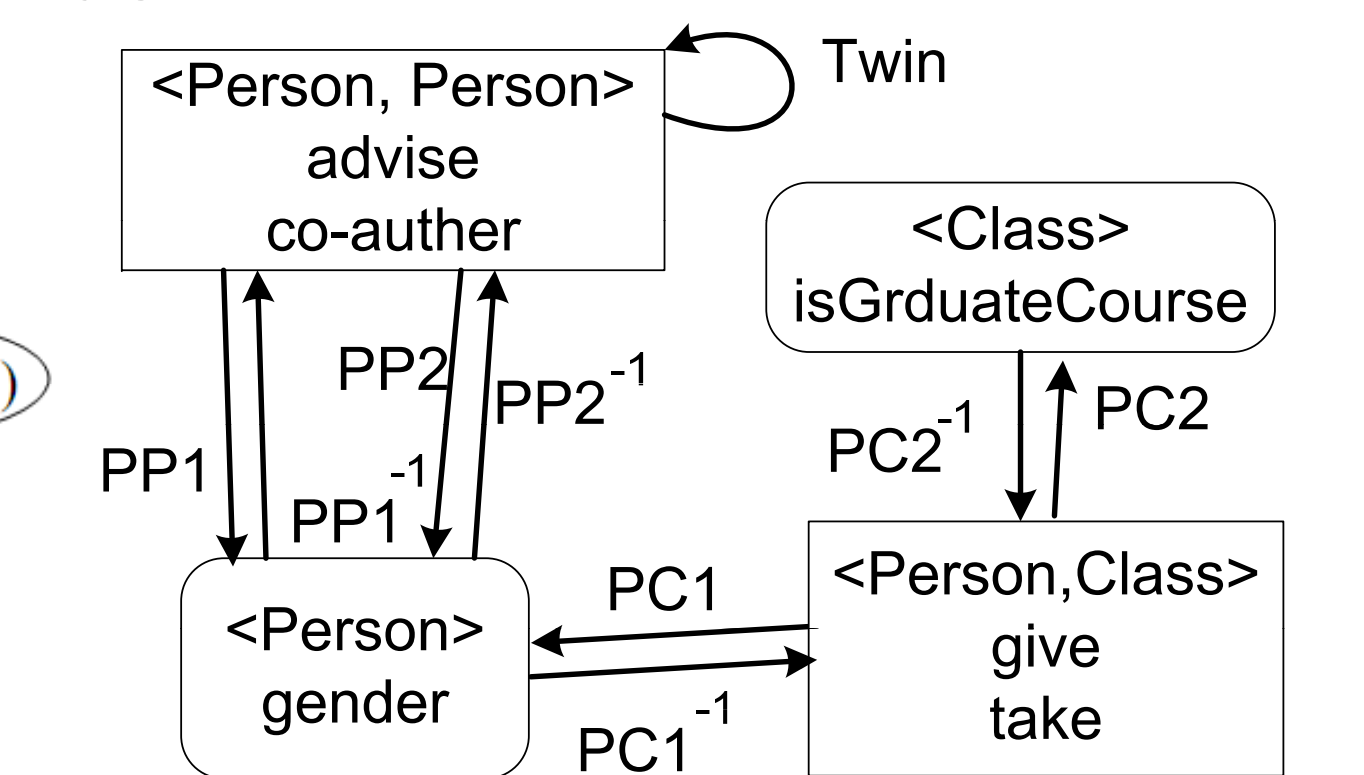 <Person, Person>
advise
co-auther
Twin
<Class>
isGrduateCourse
PP2
PP2⁻¹
PC2
PC2⁻¹
PP1
PP1⁻¹
)
<Person>
gender
PC1
PC1⁻¹
<Person,Class>
give
take